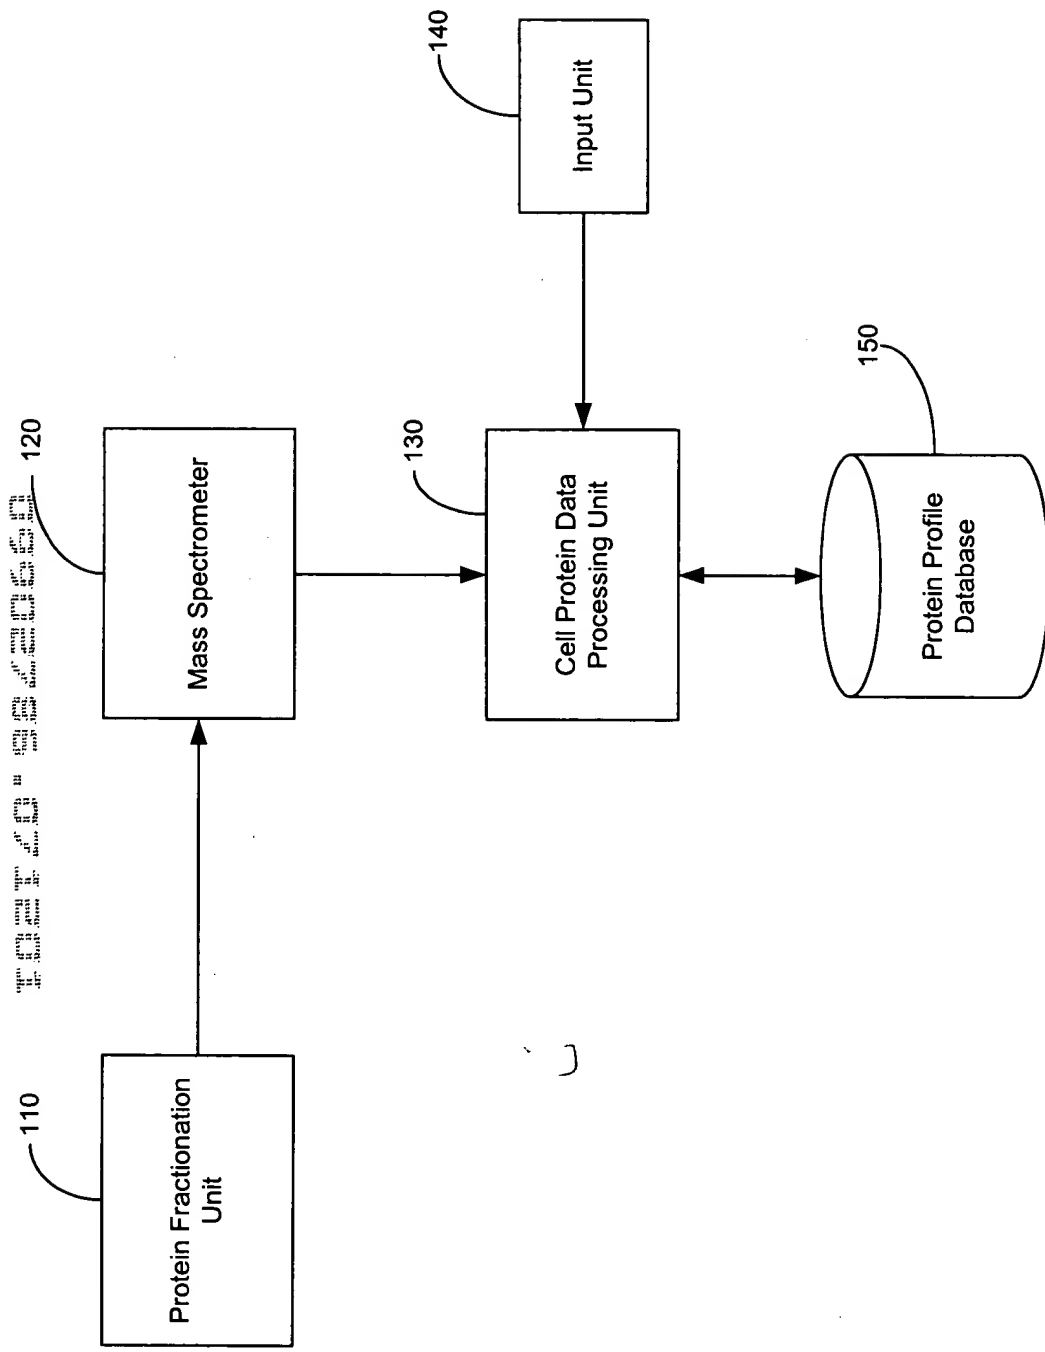 110
Protein Fractionation
Unit
120
Mass Spectrometer
130
Cell Protein Data
Processing Unit
140
Input Unit
150
Protein Profile
Database